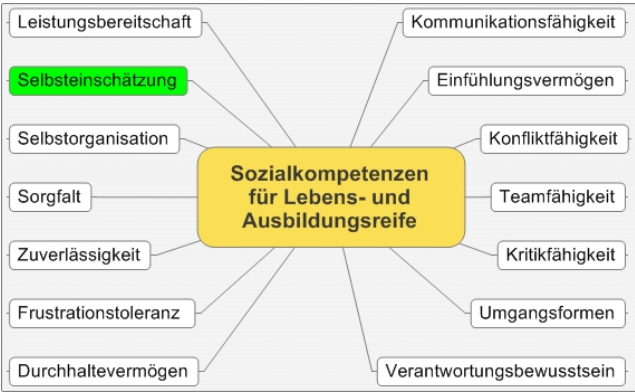 Leistungsbereitschaft
Selbsteinschätzung
Selbstorganisation
Sorgfalt
Zuverlässigkeit
Frustrationstoleranz
Durchhaltevermögen
Sozialkompetenzen
für Lebens- und
Ausbildungsreife
Kommunikationsfähigkeit
Einfühlungsvermögen
Konfliktfähigkeit
Teamfähigkeit
Kritikfähigkeit
Umgangsformen
Verantwortungsbewusstsein